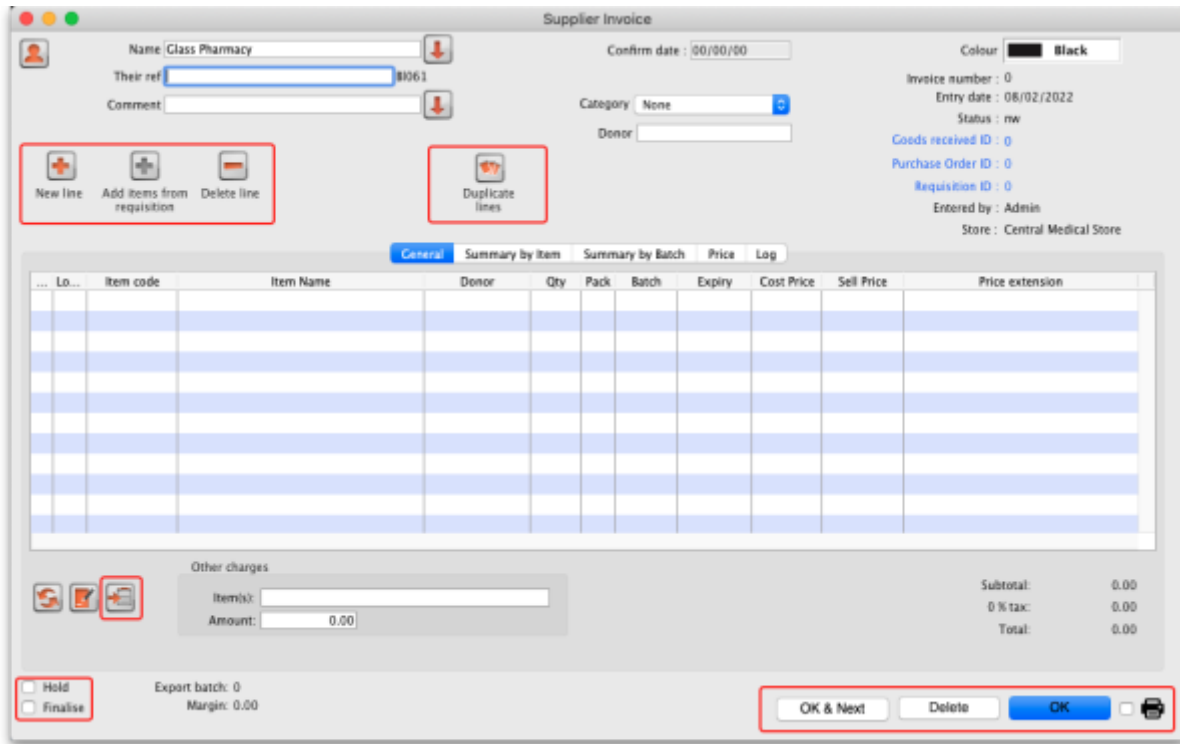 Supplier Invoice
Name Glass Pharmacy
Confirm date : 00/00/00
Colour Black
Their ref BI061
Invoice number : 0
Comment
Category None
Entry date : 08/02/2022
Donor
Status : nw
Goods received ID : 0
Purchase Order ID : 0
Requisition ID : 0
Entered by : Admin
Store : Central Medical Store
New line
Add items from requisition
Delete line
Duplicate lines
General Summary by Item Summary by Batch Price Log
... Lo... Item code Item Name Donor Qty Pack Batch Expiry Cost Price Sell Price Price extension
Other charges
Item(s):
Amount: 0.00
Subtotal: 0.00
0 % tax: 0.00
Total: 0.00
Hold
Finalise
Export batch: 0
Margin: 0.00
OK & Next Delete OK